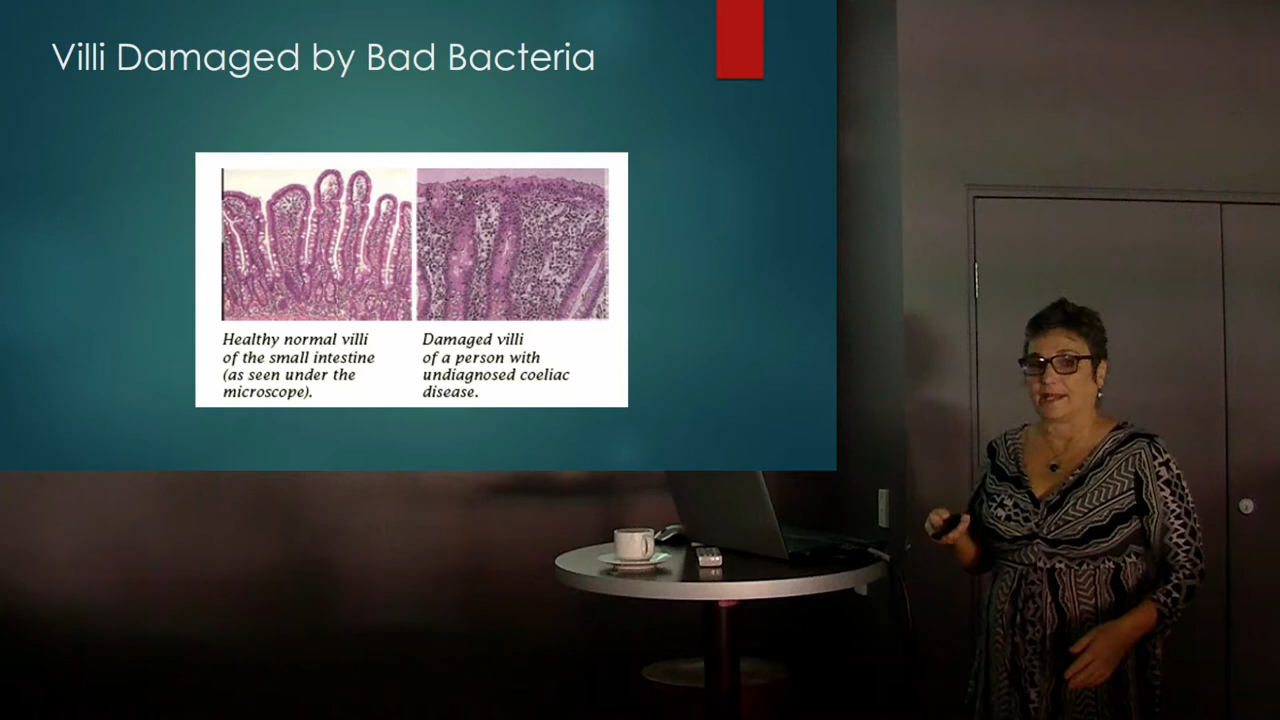 Villi Damaged by Bad Bacteria
Healthy normal villi
of the small intestine
(as seen under the
microscope).
Damaged villi
of a person with
undiagnosed coeliac
disease.